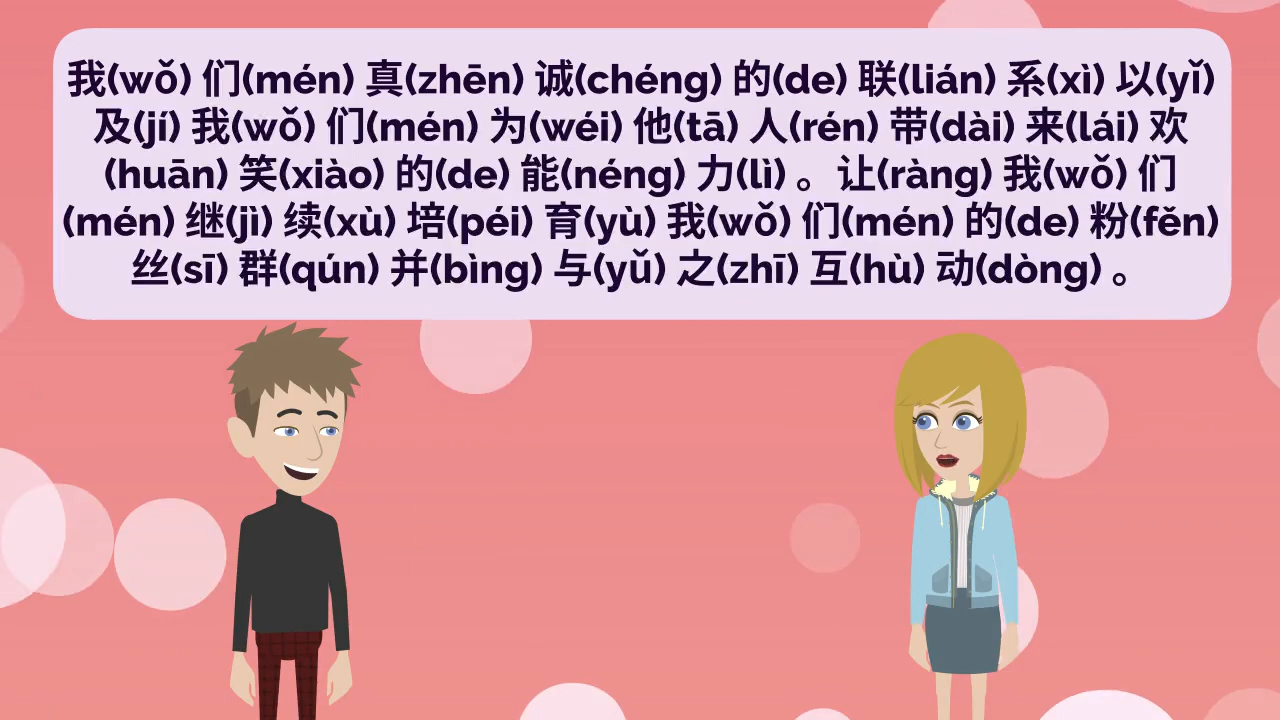 我(wǒ) 们(mén) 真(zhēn) 诚(chéng) 的(de) 联(lián) 系(xì) 以(yǐ)
及(jí) 我(wǒ) 们(mén) 为(wéi) 他(tā) 人(rén) 带(dài) 来(lái) 欢
(huān) 笑(xiào) 的(de) 能(néng) 力(lì) 。让(ràng) 我(wǒ) 们
(mén) 继(jì) 续(xù) 培(péi) 育(yù) 我(wǒ) 们(mén) 的(de) 粉(fěn)
丝(sī) 群(qún) 并(bìng) 与(yǔ) 之(zhī) 互(hù) 动(dòng) 。